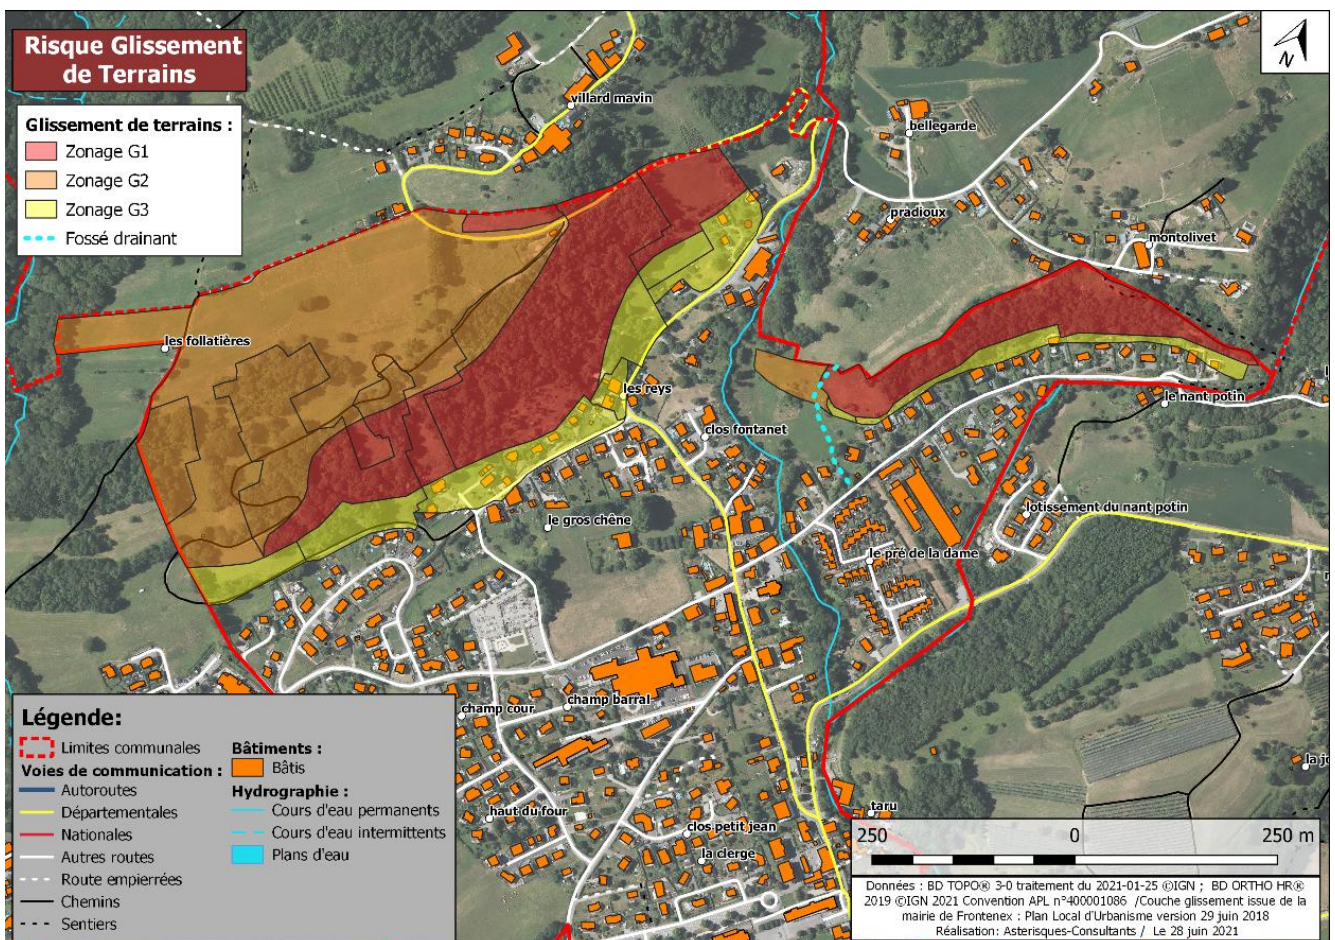 Risque Glissement
de Terrains
N
Glissement de terrains :
Zonage G1
Zonage G2
Zonage G3
Fossé drainant
villard mavin
bellegarde
pradioux
montolivet
les follatières
les reys
clos fontanet
le nant potin
le gros chêne
lotissement du nant potin
le pré de la dame
champ cour
champ barral
haut du four
clos petit jean
la clerge
taru
Légende:
Limites communales
Voies de communication :
Autoroutes
Départementales
Nationales
Autres routes
Route empierrées
Chemins
Sentiers
Bâtiments :
Bâtis
Hydrographie :
Cours d'eau permanents
Cours d'eau intermittents
Plans d'eau
250 0 250 m
Données : BD TOPO® 3-0 traitement du 2021-01-25 ©IGN ; BD ORTHO HR®
2019 ©IGN 2021 Convention APL n°400001086 /Couche glissement issue de la
mairie de Frontenex : Plan Local d'Urbanisme version 29 juin 2018
Réalisation: Asterisques-Consultants / Le 28 juin 2021